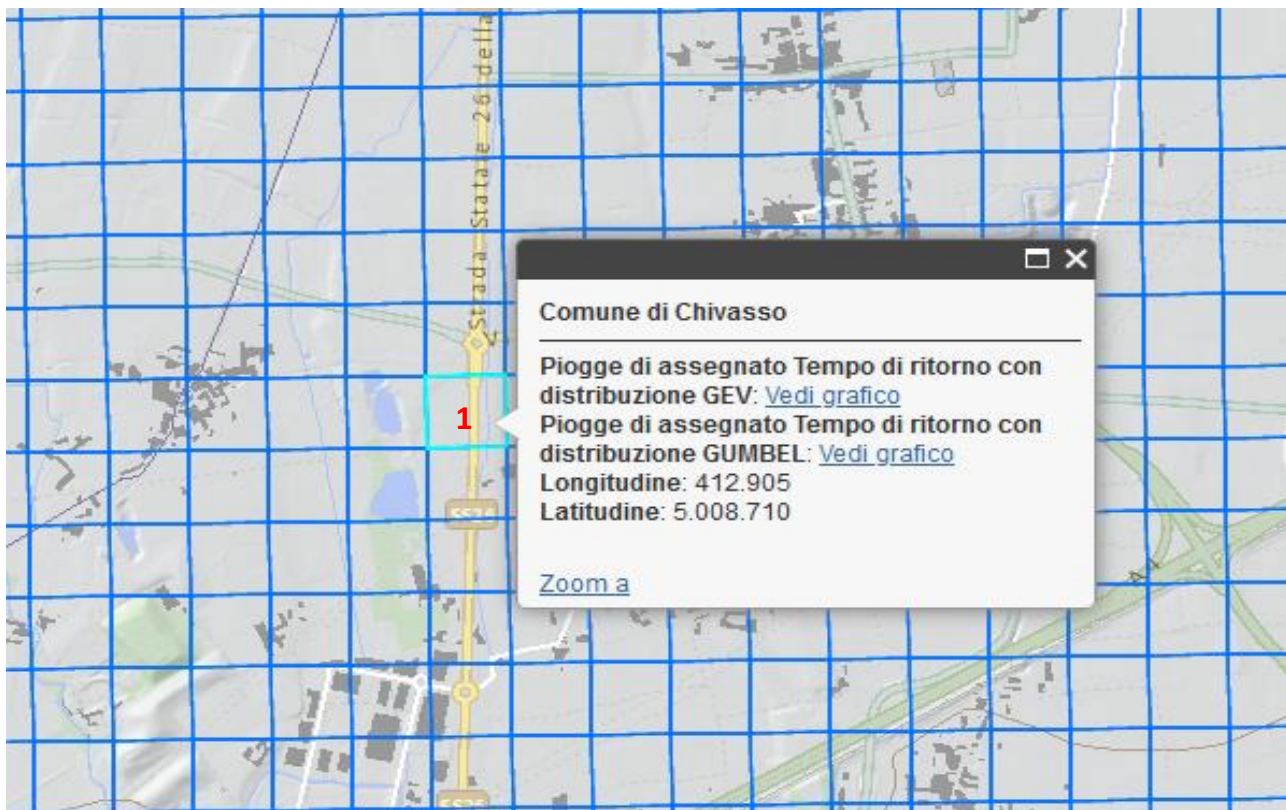 Strada Statale 26 della
Comune di Chivasso
Piogge di assegnato Tempo di ritorno con
distribuzione GEV: Vedi grafico
Piogge di assegnato Tempo di ritorno con
distribuzione GUMBEL: Vedi grafico
Longitudine: 412.905
Latitudine: 5.008.710
Zoom a
1
A4